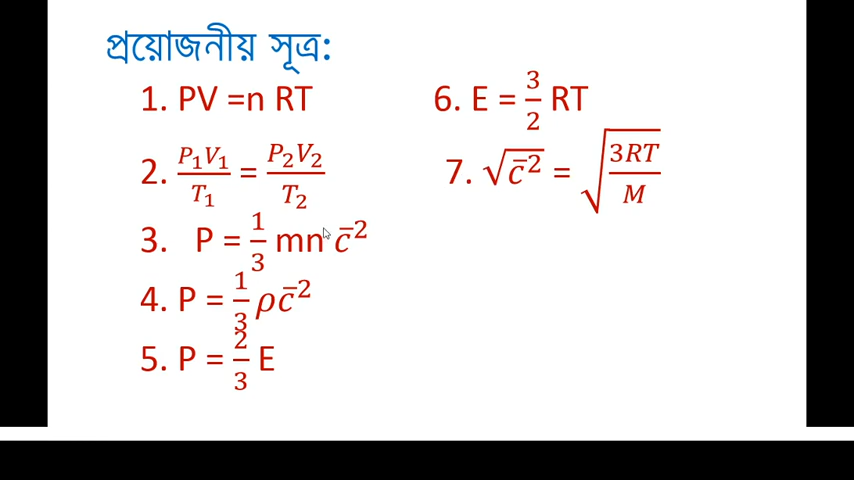 প্রয়োজনীয় সূত্র:
1. PV =n RT
2. P₁V₁/T₁ = P₂V₂/T₂
3. P = 1/3 mn c̄²
4. P = 1/3 ρc̄²
5. P = 2/3 E
6. E = 3/2 RT
7. √c̄² = √(3RT/M)